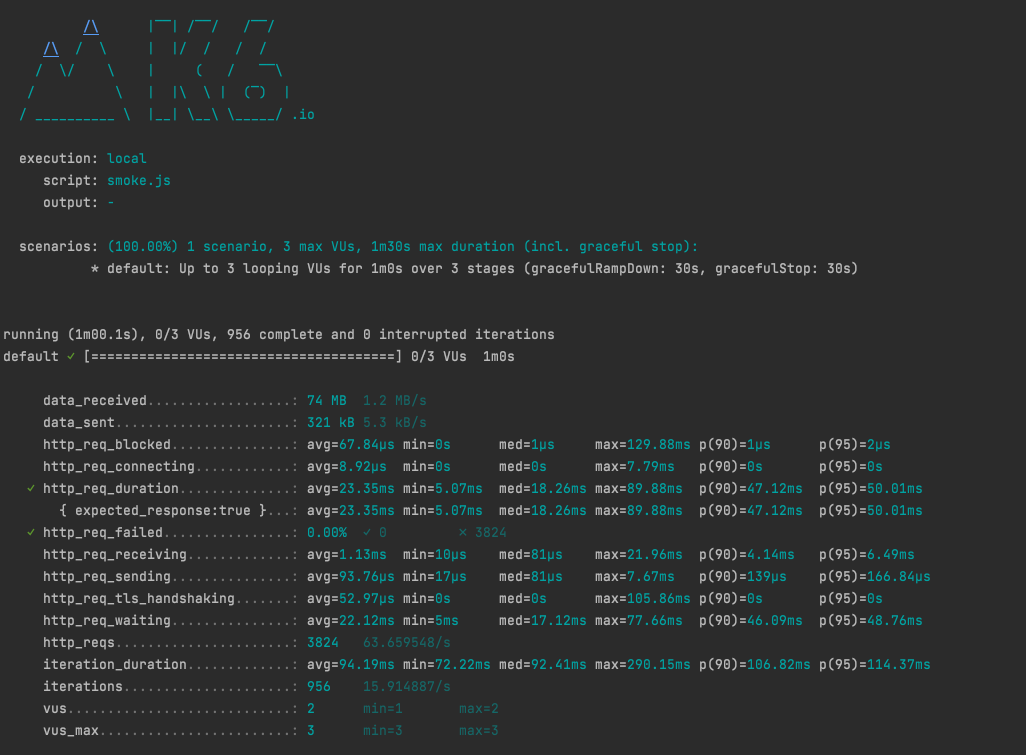 /\      |‾‾| /‾‾/   /‾‾/
     /\  /  \     |  |/  /   /  /
    /  \/    \    |     (   /   ‾‾\
   /          \   |  |\  \ |  (‾)  |
  / __________ \  |__| \__\ \_____/ .io
execution: local
script: smoke.js
output: -
scenarios: (100.00%) 1 scenario, 3 max VUs, 1m30s max duration (incl. graceful stop):
* default: Up to 3 looping VUs for 1m0s over 3 stages (gracefulRampDown: 30s, gracefulStop: 30s)
running (1m00.1s), 0/3 VUs, 956 complete and 0 interrupted iterations
default ✓ [======================================] 0/3 VUs  1m0s
data_received..................: 74 MB  1.2 MB/s
data_sent......................: 321 kB 5.3 kB/s
http_req_blocked...............: avg=67.84µs min=0s      med=1µs     max=129.88ms p(90)=1µs      p(95)=2µs
http_req_connecting............: avg=8.92µs  min=0s      med=0s      max=7.79ms   p(90)=0s       p(95)=0s
✓ http_req_duration..............: avg=23.35ms min=5.07ms  med=18.26ms max=89.88ms  p(90)=47.12ms  p(95)=50.01ms
{ expected_response:true }...: avg=23.35ms min=5.07ms  med=18.26ms max=89.88ms  p(90)=47.12ms  p(95)=50.01ms
✓ http_req_failed................: 0.00%  ✓ 0         ✗ 3824
http_req_receiving.............: avg=1.13ms  min=10µs    med=81µs    max=21.96ms  p(90)=4.14ms   p(95)=6.49ms
http_req_sending...............: avg=93.76µs min=17µs    med=81µs    max=7.67ms   p(90)=139µs    p(95)=166.84µs
http_req_tls_handshaking.......: avg=52.97µs min=0s      med=0s      max=105.86ms p(90)=0s       p(95)=0s
http_req_waiting...............: avg=22.12ms min=5ms     med=17.12ms max=77.66ms  p(90)=46.09ms  p(95)=48.76ms
http_reqs......................: 3824   63.659548/s
iteration_duration.............: avg=94.19ms min=72.22ms med=92.41ms max=290.15ms p(90)=106.82ms p(95)=114.37ms
iterations.....................: 956    15.914887/s
vus............................: 2      min=1       max=2
vus_max........................: 3      min=3       max=3